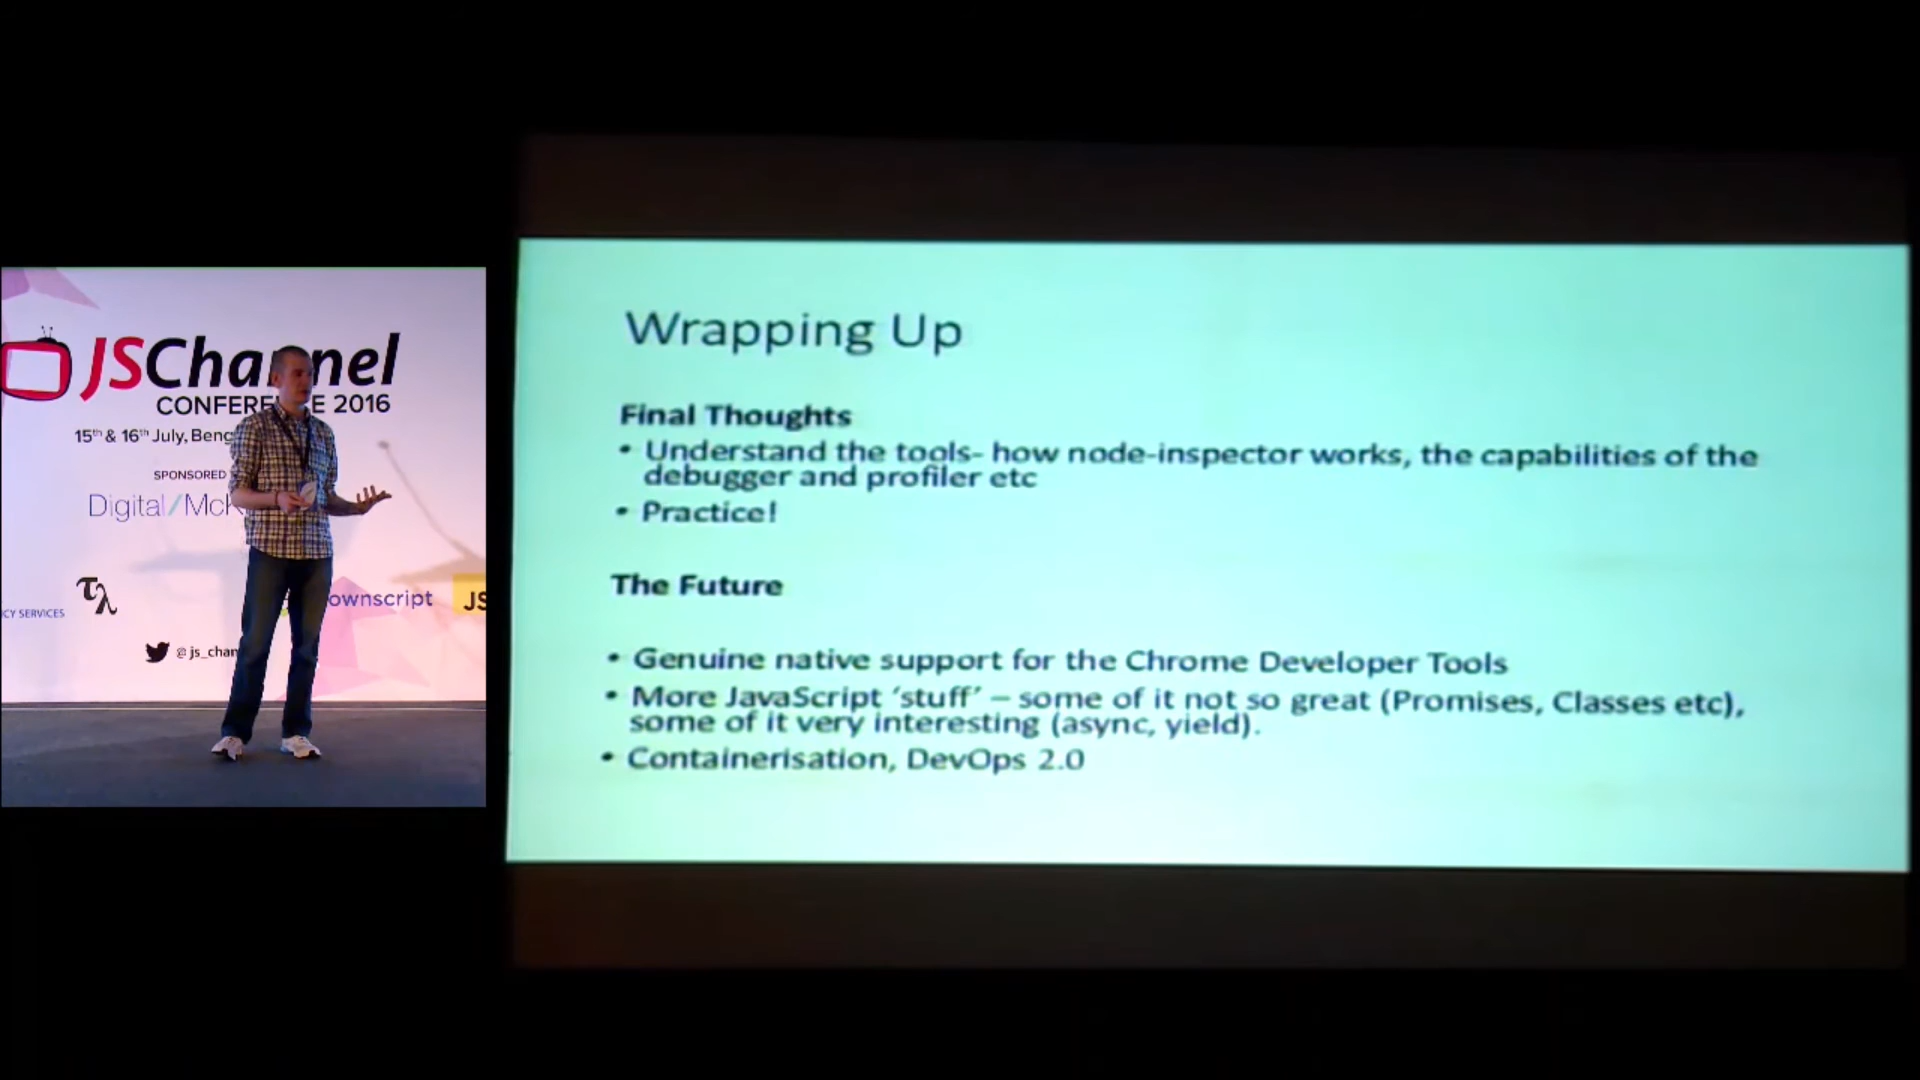 JSChannel
CONFERENCE 2016
15th & 16th July, Beng
SPONSORED
Digital/McK
τλ
CY SERVICES
ownscript
JS
@js_chan
Wrapping Up
Final Thoughts
• Understand the tools- how node-inspector works, the capabilities of the
debugger and profiler etc
• Practice!
The Future
• Genuine native support for the Chrome Developer Tools
• More JavaScript ‘stuff’ – some of it not so great (Promises, Classes etc),
some of it very interesting (async, yield).
• Containerisation, DevOps 2.0